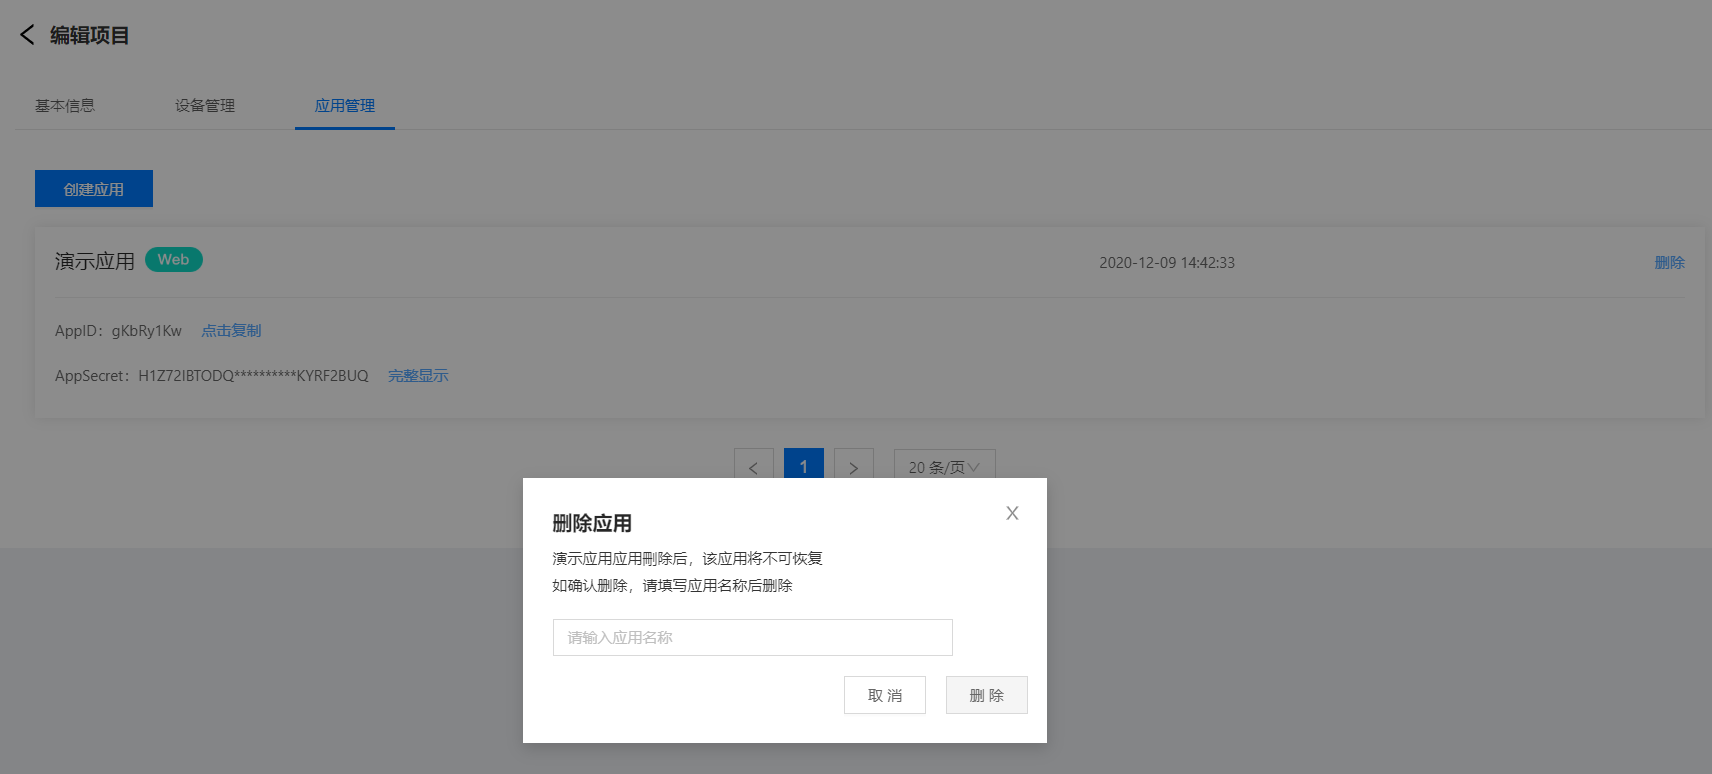 编辑项目
基本信息 设备管理 应用管理
创建应用
演示应用 Web 2020-12-09 14:42:33 删除
AppID：gKbRy1Kw 点击复制
AppSecret：H1Z72IBTODQ**********KYRF2BUQ 完整显示
< 1 > 20 条/页
删除应用 X
演示应用应用刪除后，该应用将不可恢复
如确认删除，请填写应用名称后删除
请输入应用名称
取 消 删 除